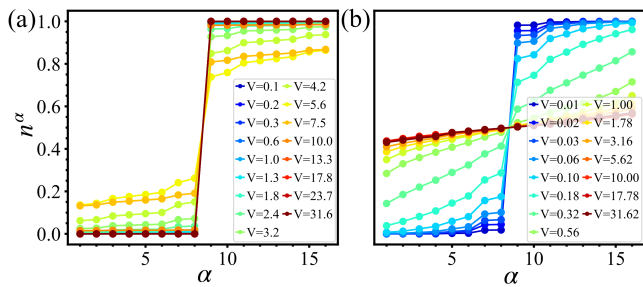 (a)
(b)
n^α
1.0
0.8
0.6
0.4
0.2
0.0
V=0.1 V=4.2
V=0.2 V=5.6
V=0.3 V=7.5
V=0.6 V=10.0
V=1.0 V=13.3
V=1.3 V=17.8
V=1.8 V=23.7
V=2.4 V=31.6
V=3.2
5 10 15
α
V=0.01 V=1.00
V=0.02 V=1.78
V=0.03 V=3.16
V=0.06 V=5.62
V=0.10 V=10.00
V=0.18 V=17.78
V=0.32 V=31.62
V=0.56
5 10 15
α